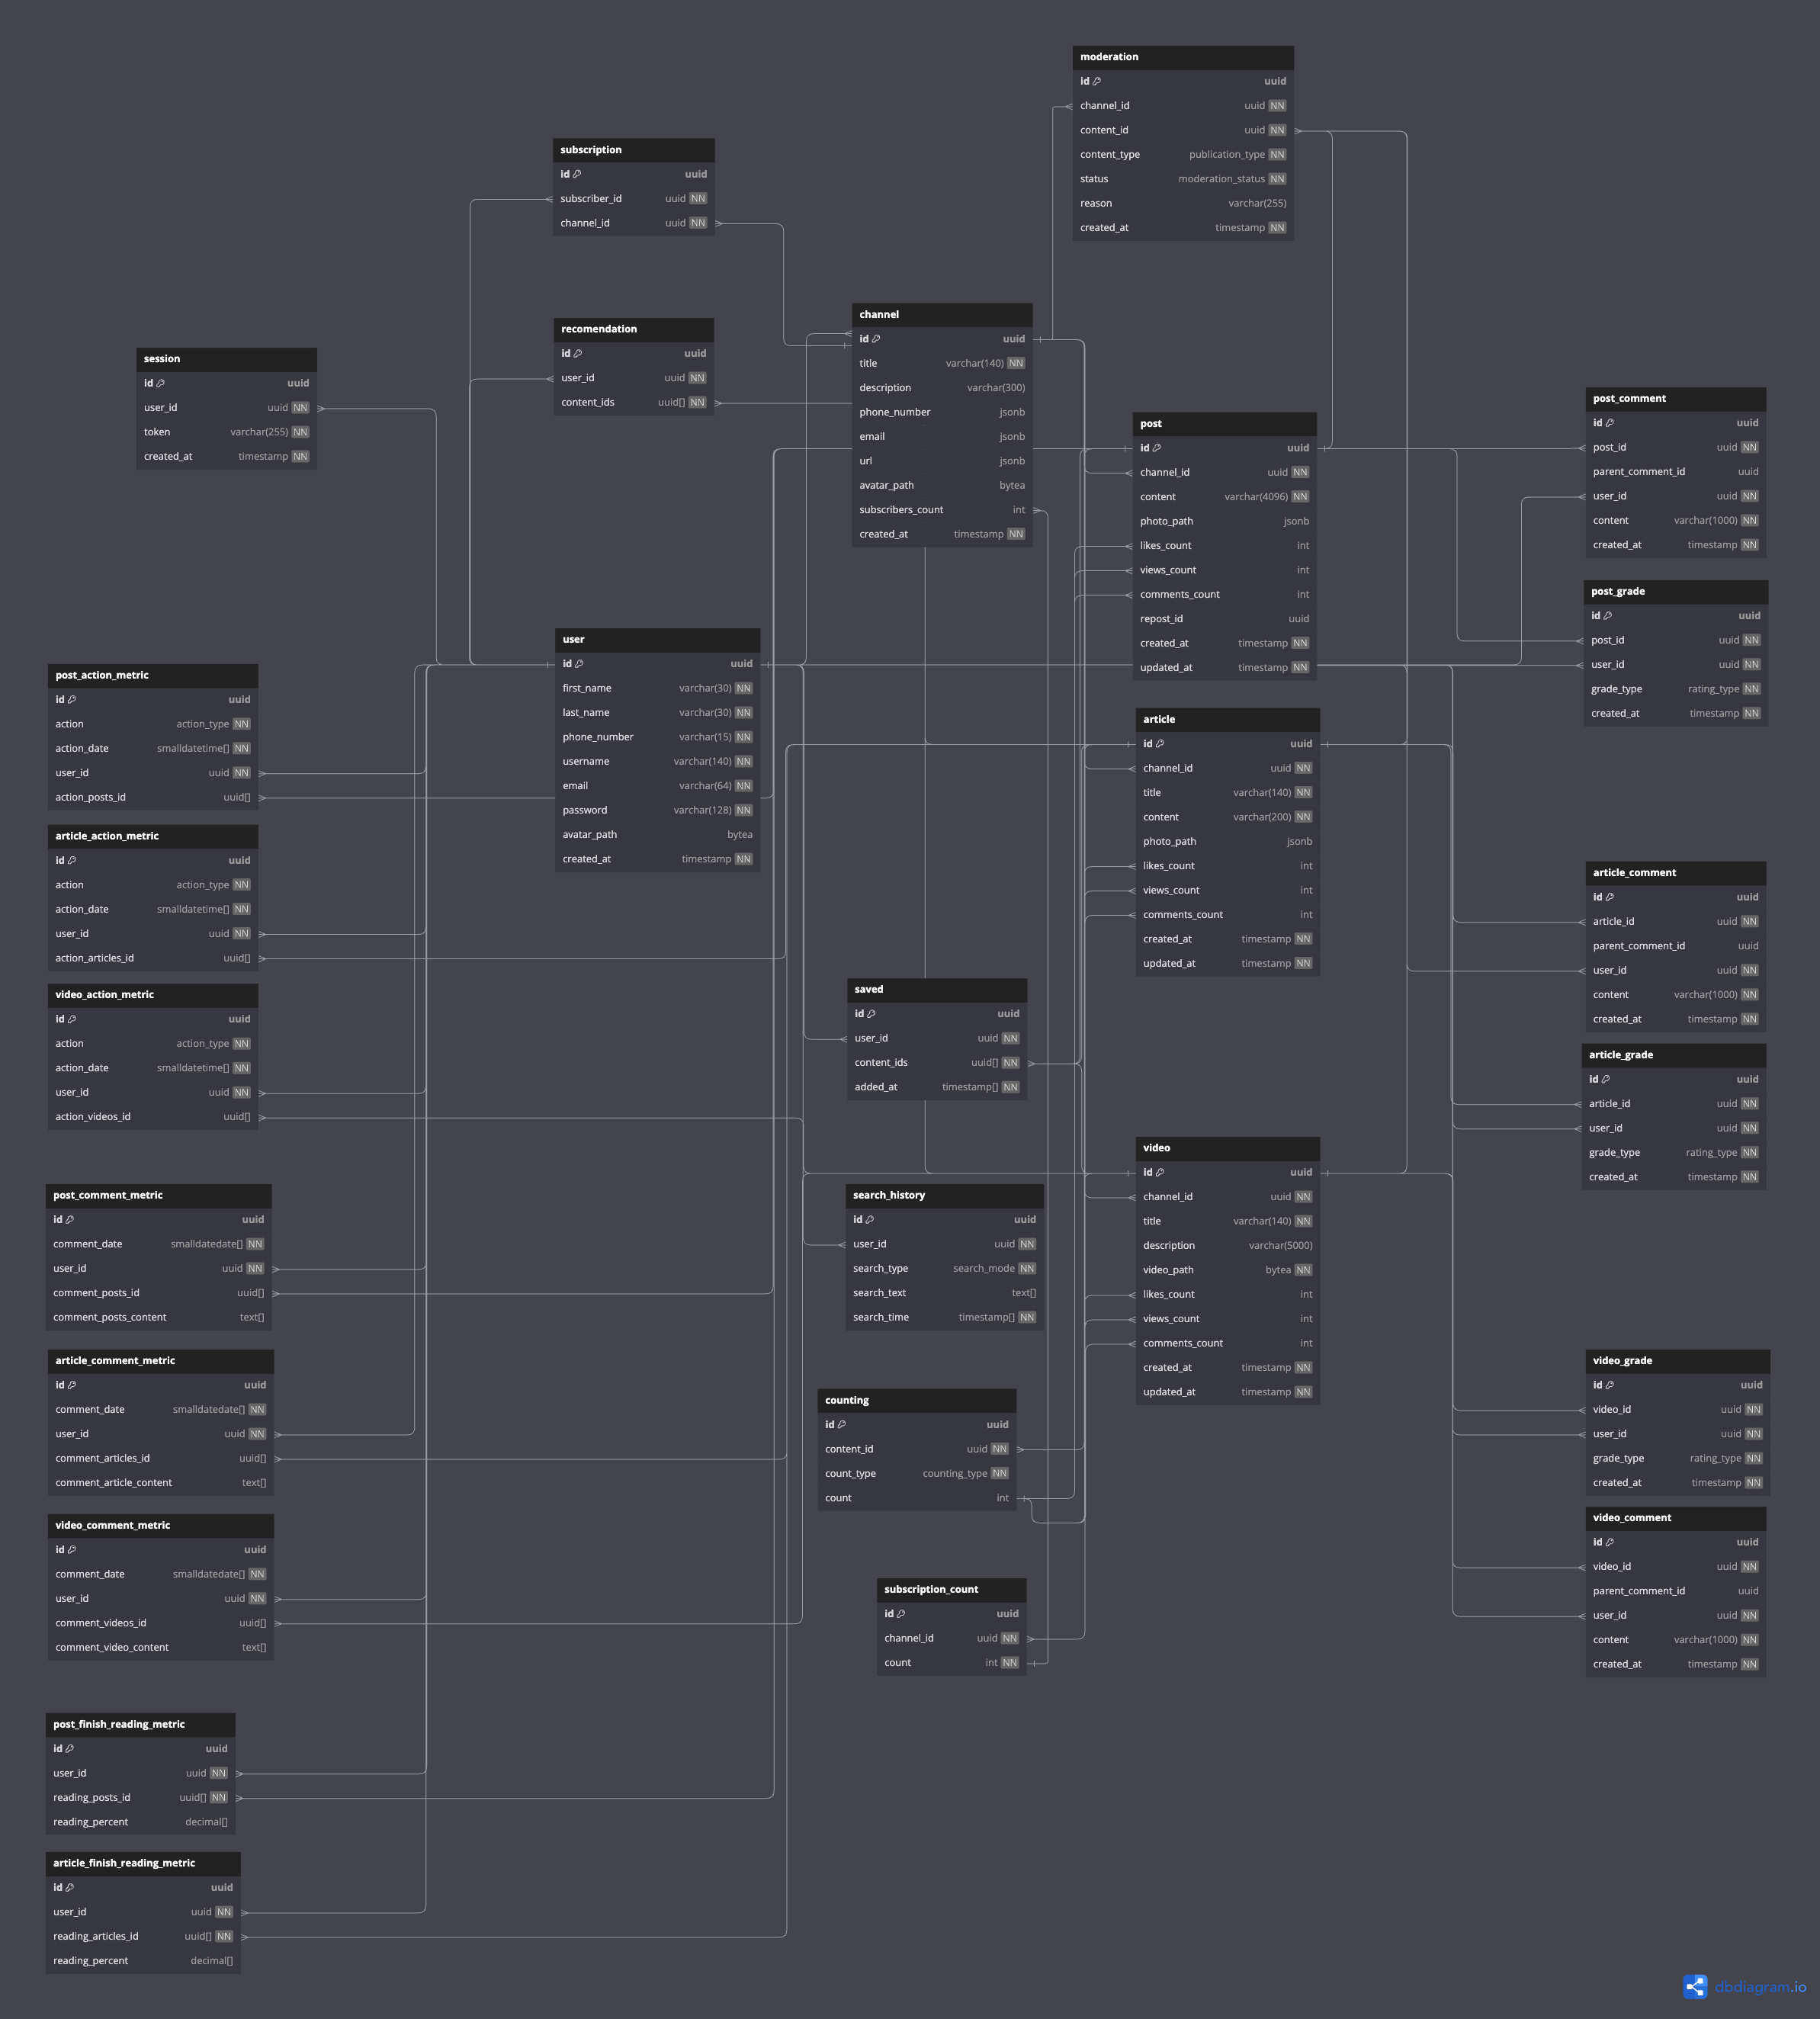 moderation
id uuid
channel_id uuid NN
content_id uuid NN
content_type publication_type NN
status moderation_status NN
reason varchar(255)
created_at timestamp NN
subscription
id uuid
subscriber_id uuid NN
channel_id uuid NN
recomendation
id uuid
user_id uuid NN
content_ids uuid[] NN
channel
id uuid
title varchar(140) NN
description varchar(300)
phone_number jsonb
email jsonb
url jsonb
avatar_path bytea
subscribers_count int
created_at timestamp NN
session
id uuid
user_id uuid NN
token varchar(255) NN
created_at timestamp NN
post
id uuid
channel_id uuid NN
content varchar(4096) NN
photo_path jsonb
likes_count int
views_count int
comments_count int
repost_id uuid
created_at timestamp NN
updated_at timestamp NN
post_comment
id uuid
post_id uuid NN
parent_comment_id uuid
user_id uuid NN
content varchar(1000) NN
created_at timestamp NN
post_grade
id uuid
post_id uuid NN
user_id uuid NN
grade_type rating_type NN
created_at timestamp NN
user
id uuid
first_name varchar(30) NN
last_name varchar(30) NN
phone_number varchar(15) NN
username varchar(140) NN
email varchar(64) NN
password varchar(128) NN
avatar_path bytea
created_at timestamp NN
post_action_metric
id uuid
action action_type NN
action_date smalldatetime[] NN
user_id uuid NN
action_posts_id uuid[]
article_action_metric
id uuid
action action_type NN
action_date smalldatetime[] NN
user_id uuid NN
action_articles_id uuid[]
video_action_metric
id uuid
action action_type NN
action_date smalldatetime[] NN
user_id uuid NN
action_videos_id uuid[]
article
id uuid
channel_id uuid NN
title varchar(140) NN
content varchar(200) NN
photo_path jsonb
likes_count int
views_count int
comments_count int
created_at timestamp NN
updated_at timestamp NN
article_comment
id uuid
article_id uuid NN
parent_comment_id uuid
user_id uuid NN
content varchar(1000) NN
created_at timestamp NN
saved
id uuid
user_id uuid NN
content_ids uuid[] NN
added_at timestamp[] NN
article_grade
id uuid
article_id uuid NN
user_id uuid NN
grade_type rating_type NN
created_at timestamp NN
video
id uuid
channel_id uuid NN
title varchar(140) NN
description varchar(5000)
video_path bytea NN
likes_count int
views_count int
comments_count int
created_at timestamp NN
updated_at timestamp NN
post_comment_metric
id uuid
comment_date smalldatedate[] NN
user_id uuid NN
comment_posts_id uuid[]
comment_posts_content text[]
search_history
id uuid
user_id uuid NN
search_type search_mode NN
search_text text[]
search_time timestamp[] NN
article_comment_metric
id uuid
comment_date smalldatedate[] NN
user_id uuid NN
comment_articles_id uuid[]
comment_article_content text[]
video_grade
id uuid
video_id uuid NN
user_id uuid NN
grade_type rating_type NN
created_at timestamp NN
counting
id uuid
content_id uuid NN
count_type counting_type NN
count int
video_comment_metric
id uuid
comment_date smalldatedate[] NN
user_id uuid NN
comment_videos_id uuid[]
comment_video_content text[]
video_comment
id uuid
video_id uuid NN
parent_comment_id uuid
user_id uuid NN
content varchar(1000) NN
created_at timestamp NN
subscription_count
id uuid
channel_id uuid NN
count int NN
post_finish_reading_metric
id uuid
user_id uuid NN
reading_posts_id uuid[] NN
reading_percent decimal[]
article_finish_reading_metric
id uuid
user_id uuid NN
reading_articles_id uuid[] NN
reading_percent decimal[]
dbdiagram.io